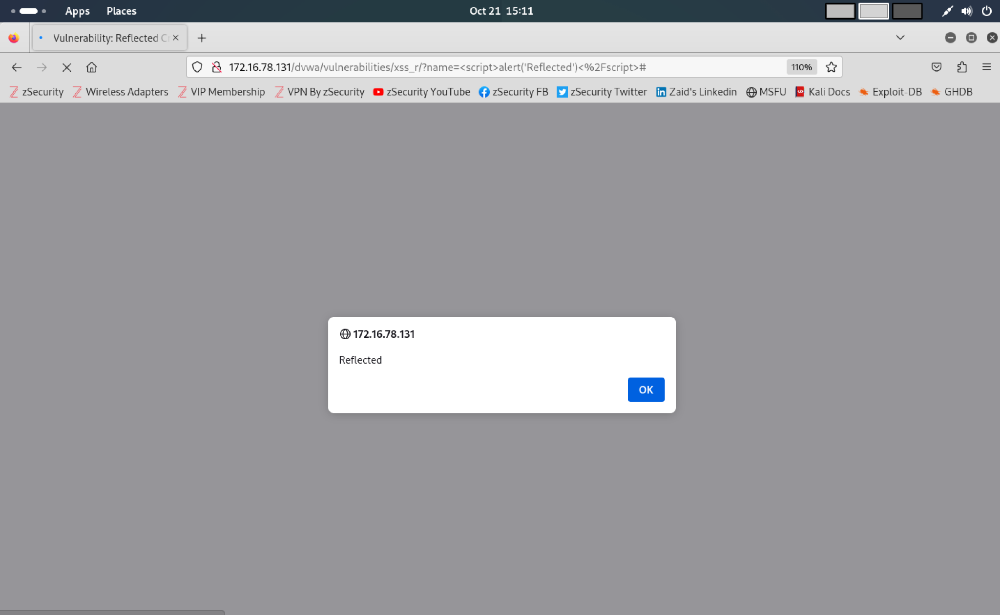 Apps Places Oct 21 15:11
Vulnerability: Reflected Cr
172.16.78.131/dvwa/vulnerabilities/xss_r/?name=<script>alert('Reflected')<%2Fscript># 110%
zSecurity Wireless Adapters VIP Membership VPN By zSecurity zSecurity YouTube zSecurity FB zSecurity Twitter Zaid's Linkedin MSFU Kali Docs Exploit-DB GHDB
172.16.78.131
Reflected
OK